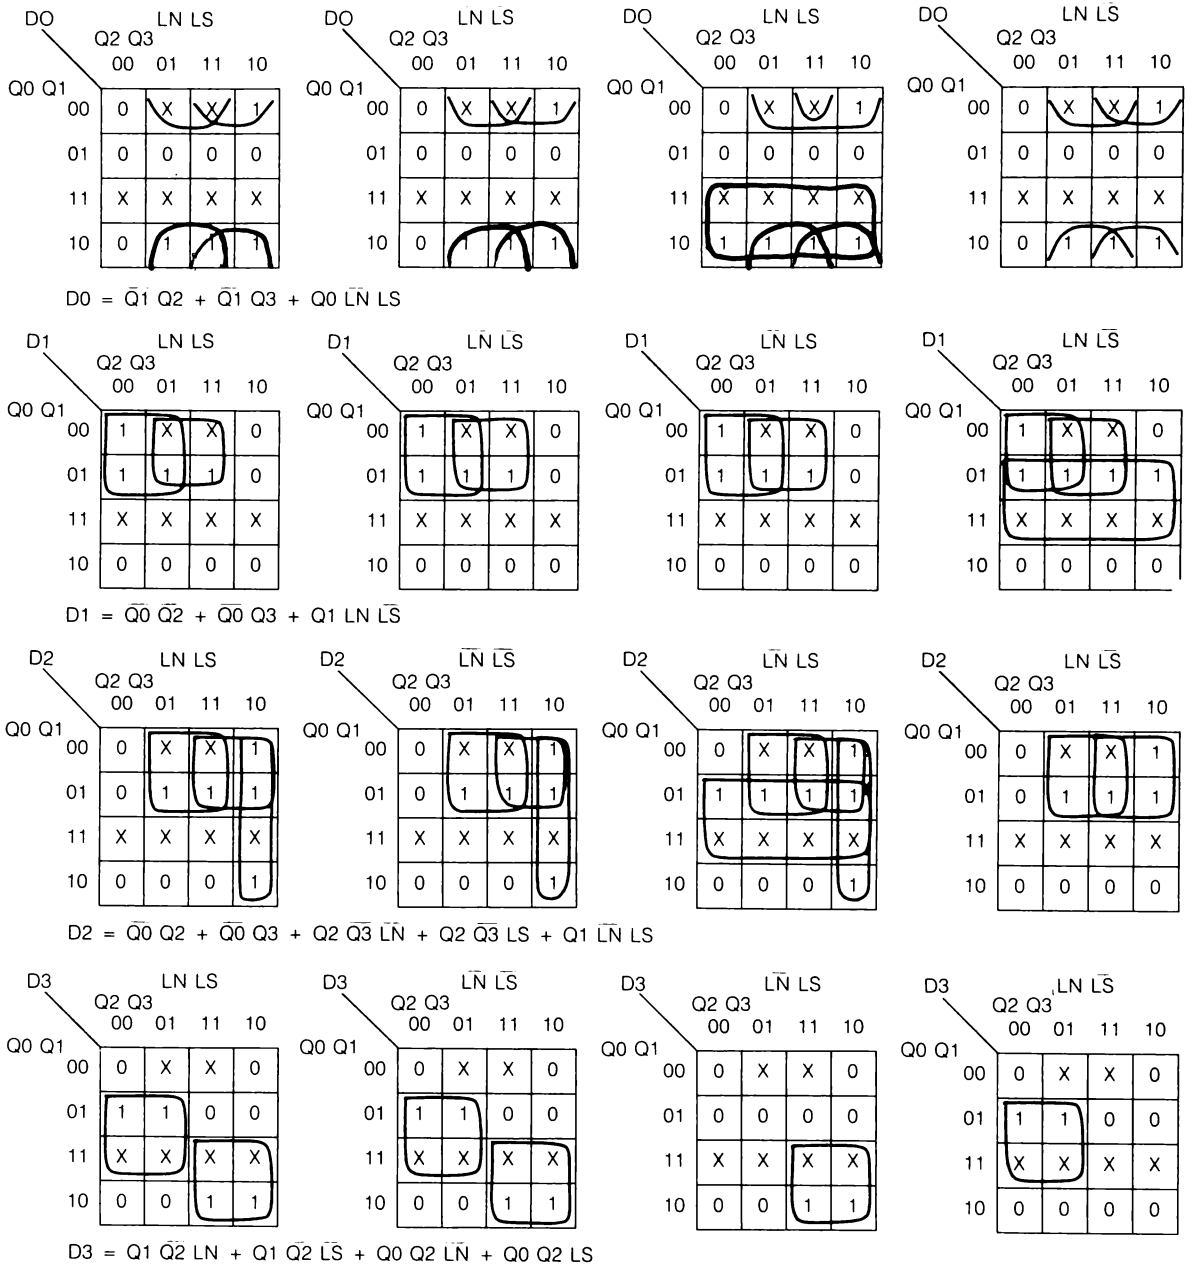 D0 LN LS D0 L̅N̅ L̅S̅ D0 L̅N̅ LS D0 LN L̅S̅
Q2 Q3 Q2 Q3 Q2 Q3 Q2 Q3
00 01 11 10 00 01 11 10 00 01 11 10 00 01 11 10
Q0 Q1 Q0 Q1 Q0 Q1 Q0 Q1
00 0 X X 1 00 0 X X 1 00 0 X X 1 00 0 X X 1
01 0 0 0 0 01 0 0 0 0 01 0 0 0 0 01 0 0 0 0
11 X X X X 11 X X X X 11 X X X X 11 X X X X
10 0 1 1 1 10 0 1 1 1 10 1 1 1 1 10 0 1 1 1
D0 = Q̅1 Q2 + Q̅1 Q3 + Q0 L̅N̅ LS
D1 LN LS D1 L̅N̅ L̅S̅ D1 L̅N̅ LS D1 LN L̅S̅
Q2 Q3 Q2 Q3 Q2 Q3 Q2 Q3
00 01 11 10 00 01 11 10 00 01 11 10 00 01 11 10
Q0 Q1 Q0 Q1 Q0 Q1 Q0 Q1
00 1 X X 0 00 1 X X 0 00 1 X X 0 00 1 X X 0
01 1 1 1 0 01 1 1 1 0 01 1 1 1 0 01 1 1 1 1
11 X X X X 11 X X X X 11 X X X X 11 X X X X
10 0 0 0 0 10 0 0 0 0 10 0 0 0 0 10 0 0 0 0
D1 = Q̅0̅ Q̅2̅ + Q̅0̅ Q3 + Q1 LN L̅S̅
D2 LN LS D2 L̅N̅ L̅S̅ D2 L̅N̅ LS D2 LN L̅S̅
Q2 Q3 Q2 Q3 Q2 Q3 Q2 Q3
00 01 11 10 00 01 11 10 00 01 11 10 00 01 11 10
Q0 Q1 Q0 Q1 Q0 Q1 Q0 Q1
00 0 X X 1 00 0 X X 1 00 0 X X 1 00 0 X X 1
01 0 1 1 1 01 0 1 1 1 01 1 1 1 1 01 0 1 1 1
11 X X X X 11 X X X X 11 X X X X 11 X X X X
10 0 0 0 1 10 0 0 0 1 10 0 0 0 1 10 0 0 0 0
D2 = Q̅0̅ Q2 + Q̅0̅ Q3 + Q2 Q̅3̅ L̅N̅ + Q2 Q̅3̅ LS + Q1 L̅N̅ LS
D3 LN LS D3 L̅N̅ L̅S̅ D3 L̅N̅ LS D3 LN L̅S̅
Q2 Q3 Q2 Q3 Q2 Q3 Q2 Q3
00 01 11 10 00 01 11 10 00 01 11 10 00 01 11 10
Q0 Q1 Q0 Q1 Q0 Q1 Q0 Q1
00 0 X X 0 00 0 X X 0 00 0 X X 0 00 0 X X 0
01 1 1 0 0 01 1 1 0 0 01 0 0 0 0 01 1 1 0 0
11 X X X X 11 X X X X 11 X X X X 11 X X X X
10 0 0 1 1 10 0 0 1 1 10 0 0 1 1 10 0 0 0 0
D3 = Q1 Q̅2̅ LN + Q1 Q̅2̅ L̅S̅ + Q0 Q2 L̅N̅ + Q0 Q2 LS